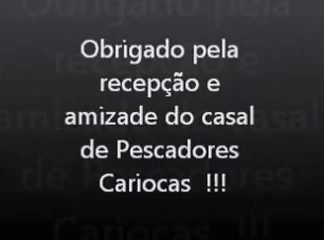 Obrigado pela
recepção e
amizade do casal
de Pescadores
Cariocas !!!